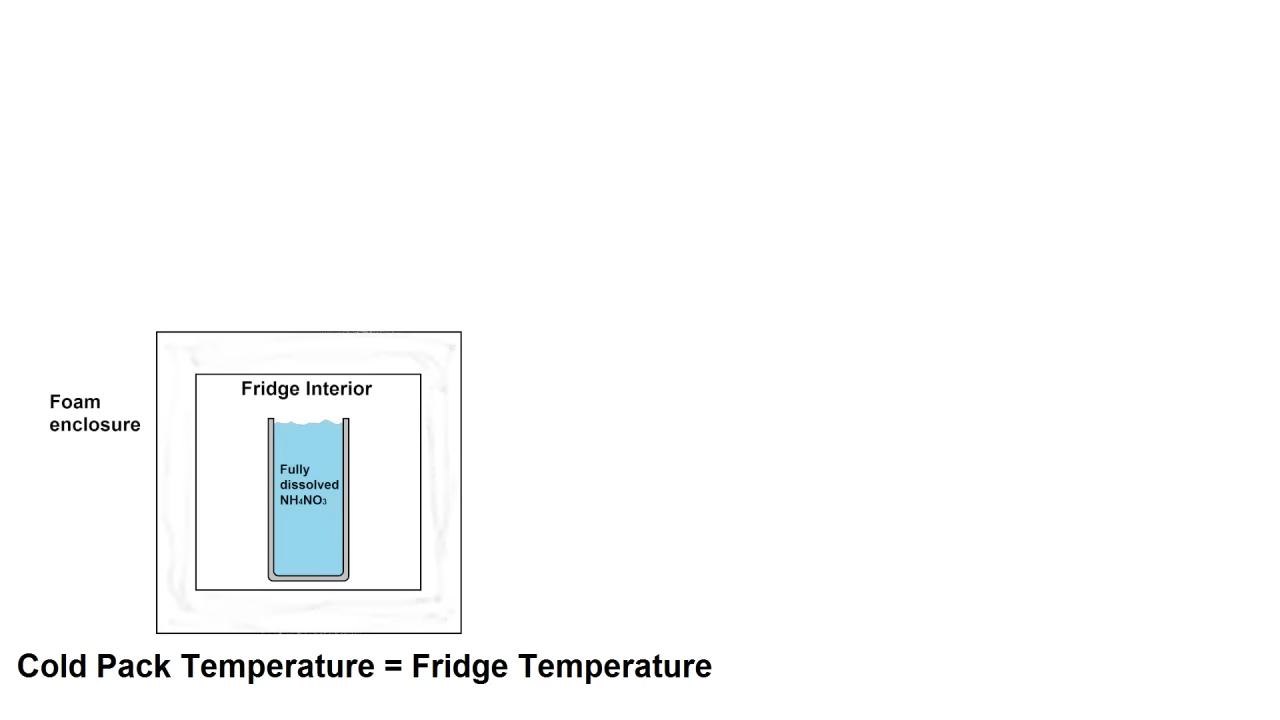 Fridge Interior
Foam
enclosure
Fully
dissolved
NH₄NO₃
Cold Pack Temperature = Fridge Temperature